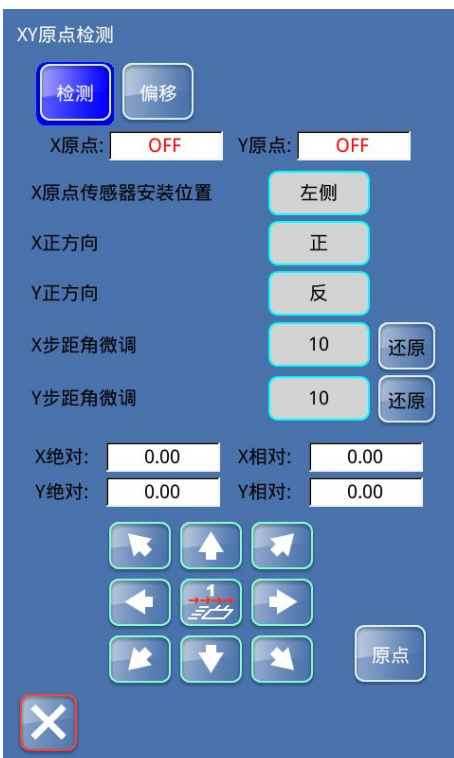 XY原点检测
检测 偏移
X原点: OFF Y原点: OFF
X原点传感器安装位置 左侧
X正方向 正
Y正方向 反
X步距角微调 10 还原
Y步距角微调 10 还原
X绝对: 0.00 X相对: 0.00
Y绝对: 0.00 Y相对: 0.00
1
原点